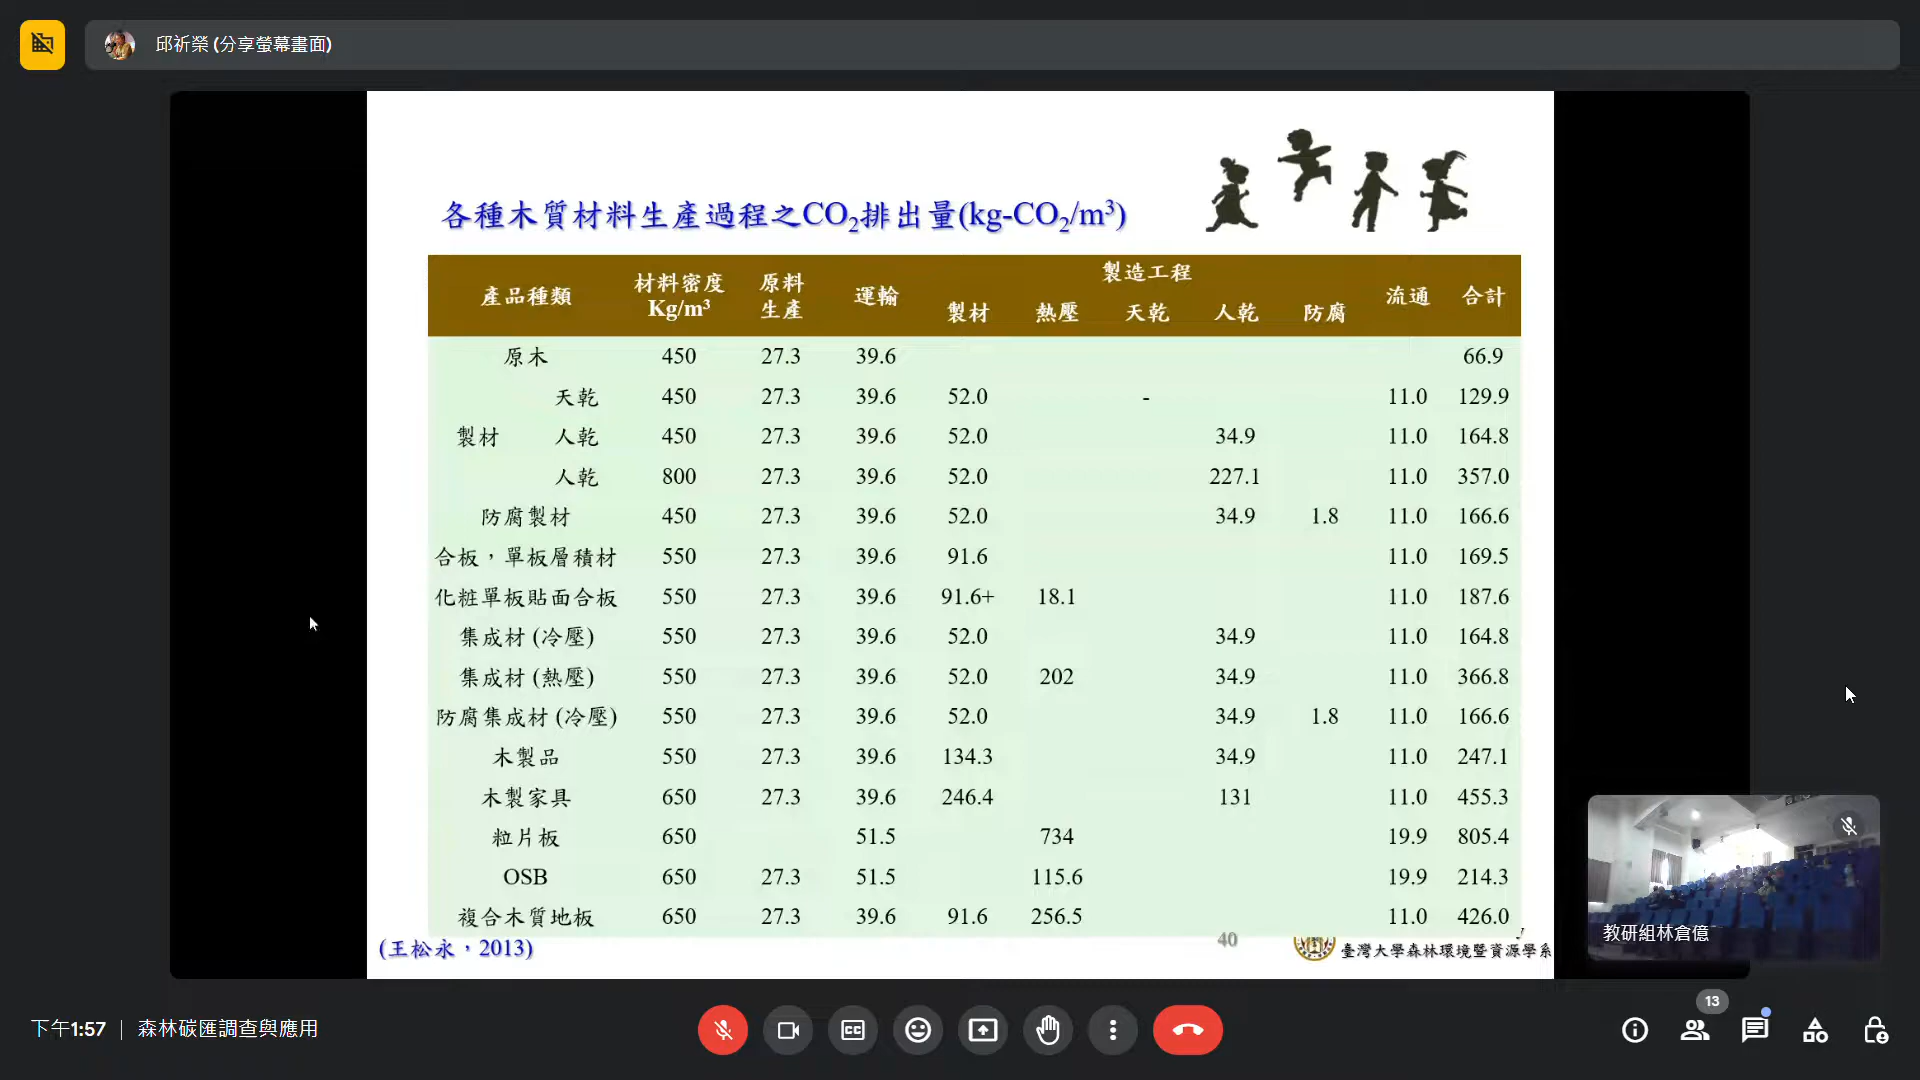 邱祈榮 (分享螢幕畫面)
各種木質材料生產過程之CO₂排出量(kg-CO₂/m³)
產品種類 材料密度 Kg/m³ 原料生產 運輸 製造工程 流通 合計
製材 熱壓 天乾 人乾 防腐
原木 450 27.3 39.6 66.9
天乾 450 27.3 39.6 52.0 - 11.0 129.9
製材 人乾 450 27.3 39.6 52.0 34.9 11.0 164.8
人乾 800 27.3 39.6 52.0 227.1 11.0 357.0
防腐製材 450 27.3 39.6 52.0 34.9 1.8 11.0 166.6
合板，單板層積材 550 27.3 39.6 91.6 11.0 169.5
化粧單板貼面合板 550 27.3 39.6 91.6+ 18.1 11.0 187.6
集成材 (冷壓) 550 27.3 39.6 52.0 34.9 11.0 164.8
集成材 (熱壓) 550 27.3 39.6 52.0 202 34.9 11.0 366.8
防腐集成材 (冷壓) 550 27.3 39.6 52.0 34.9 1.8 11.0 166.6
木製品 550 27.3 39.6 134.3 34.9 11.0 247.1
木製家具 650 27.3 39.6 246.4 131 11.0 455.3
粒片板 650 51.5 734 19.9 805.4
OSB 650 27.3 51.5 115.6 19.9 214.3
複合木質地板 650 27.3 39.6 91.6 256.5 11.0 426.0
(王松永，2013)
40
臺灣大學森林環境暨資源學系
教研組林倉億
下午1:57 | 森林碳匯調查與應用
13